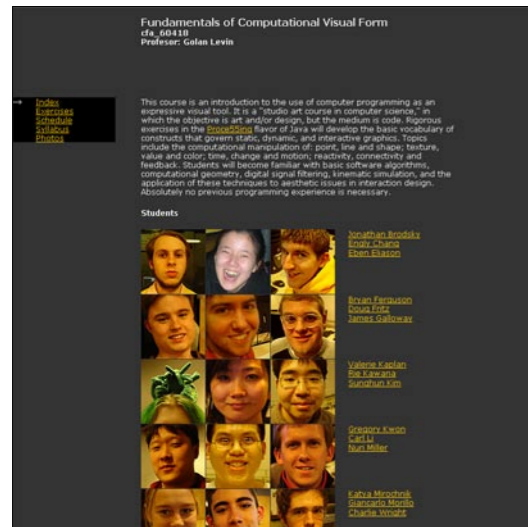 Fundamentals of Computational Visual Form
cfa_60418
Profesor: Golan Levin
→ Index
Exercises
Schedule
Syllabus
Photos
This course is an introduction to the use of computer programming as an
expressive visual tool. It is a "studio art course in computer science," in
which the objective is art and/or design, but the medium is code. Rigorous
exercises in the Proce55ing flavor of Java will develop the basic vocabulary of
constructs that govern static, dynamic, and interactive graphics. Topics
include the computational manipulation of: point, line and shape; texture,
value and color; time, change and motion; reactivity, connectivity and
feedback. Students will become familiar with basic software algorithms,
computational geometry, digital signal filtering, kinematic simulation, and the
application of these techniques to aesthetic issues in interaction design.
Absolutely no previous programming experience is necessary.
Students
Jonathan Brodsky
Engly Chang
Eben Eliason
Bryan Ferguson
Doug Fritz
James Galloway
Valerie Kaplan
Rie Kawana
Sunghun Kim
Gregory Kwon
Carl Li
Nuri Miller
Katya Mirochnik
Giancarlo Morillo
Charlie Wright